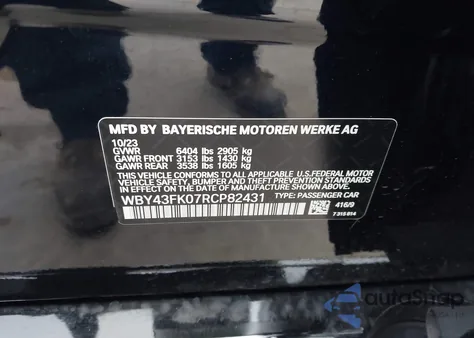 MFD BY BAYERISCHE MOTOREN WERKE AG
10/23
GVWR 6404 lbs 2905 kg
GAWR FRONT 3153 lbs 1430 kg
GAWR REAR 3538 lbs 1605 kg
THIS VEHICLE CONFORMS TO ALL APPLICABLE U.S. FEDERAL MOTOR
VEHICLE SAFETY, BUMPER AND THEFT PREVENTION STANDARDS
IN EFFECT ON THE DATE OF MANUFACTURE SHOWN ABOVE.
WBY43FK07RCP82431 TYPE: PASSENGER CAR
416/9
7 315 814
autoSnap